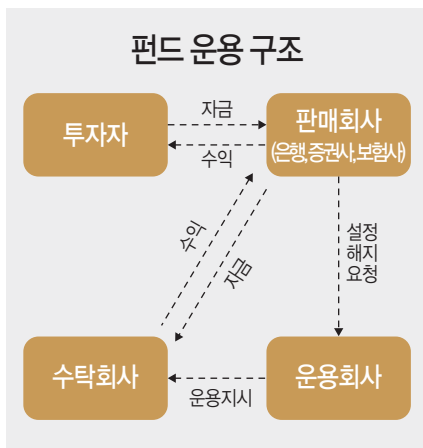 펀드 운용 구조
투자자
자금
수익
판매회사
(은행,증권사,보험사)
수익
자금
설정
해지
요청
수탁회사
운용지시
운용회사